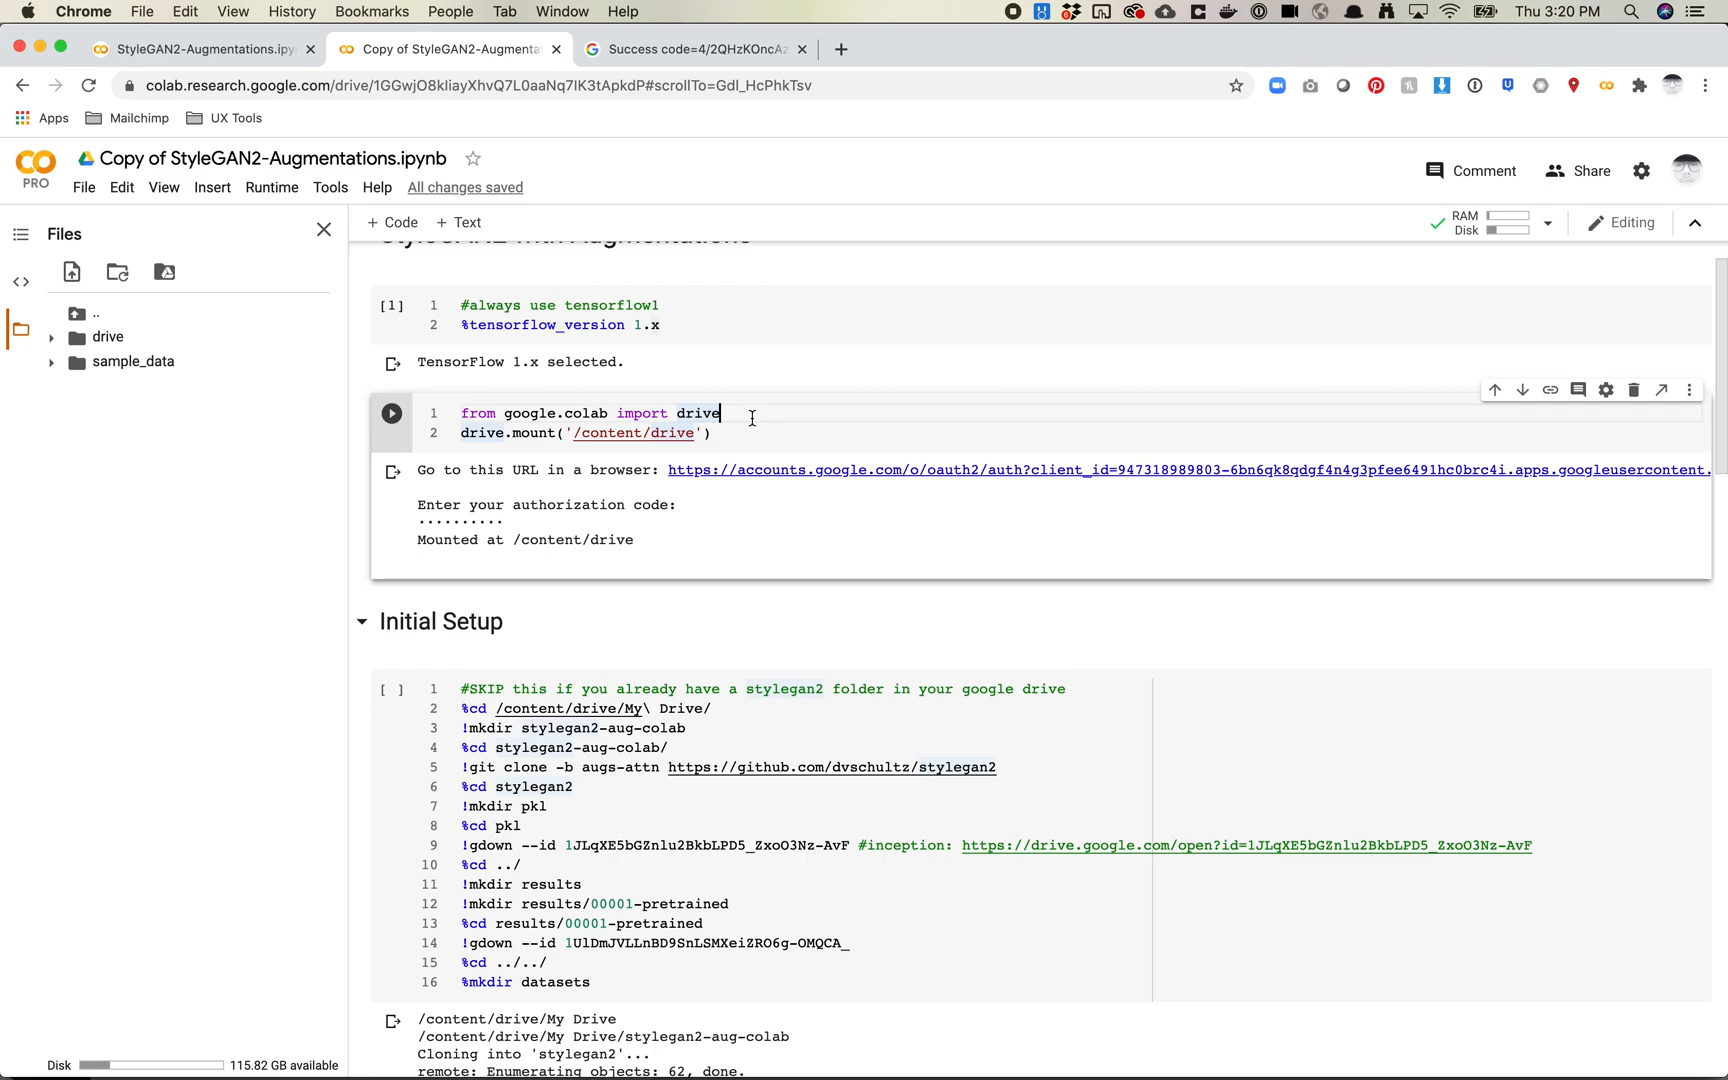 Chrome File Edit View History Bookmarks People Tab Window Help Thu 3:20 PM
StyleGAN2-Augmentations.ipy Copy of StyleGAN2-Augmenta Success code=4/2QHzKOncAz
colab.research.google.com/drive/1GGwjO8kIiayXhvQ7L0aaNq7IK3tApkdP#scrollTo=Gdl_HcPhkTsv
Apps Mailchimp UX Tools
Copy of StyleGAN2-Augmentations.ipynb
PRO
File Edit View Insert Runtime Tools Help All changes saved
Comment Share
Files
+ Code + Text
RAM
Disk
Editing
StyleGAN2 with Augmentations
..
drive
sample_data
[1] 1 #always use tensorflow1
2 %tensorflow_version 1.x
TensorFlow 1.x selected.
1 from google.colab import drive
2 drive.mount('/content/drive')
Go to this URL in a browser: https://accounts.google.com/o/oauth2/auth?client_id=947318989803-6bn6qk8qdgf4n4g3pfee6491hc0brc4i.apps.googleusercontent.
Enter your authorization code:
··········
Mounted at /content/drive
Initial Setup
[ ] 1 #SKIP this if you already have a stylegan2 folder in your google drive
2 %cd /content/drive/My\ Drive/
3 !mkdir stylegan2-aug-colab
4 %cd stylegan2-aug-colab/
5 !git clone -b augs-attn https://github.com/dvschultz/stylegan2
6 %cd stylegan2
7 !mkdir pkl
8 %cd pkl
9 !gdown --id 1JLqXE5bGZnlu2BkbLPD5_ZxoO3Nz-AvF #inception: https://drive.google.com/open?id=1JLqXE5bGZnlu2BkbLPD5_ZxoO3Nz-AvF
10 %cd ../
11 !mkdir results
12 !mkdir results/00001-pretrained
13 %cd results/00001-pretrained
14 !gdown --id 1UlDmJVLLnBD9SnLSMXeiZRO6g-OMQCA_
15 %cd ../../
16 %mkdir datasets
/content/drive/My Drive
/content/drive/My Drive/stylegan2-aug-colab
Cloning into 'stylegan2'...
remote: Enumerating objects: 62, done.
Disk 115.82 GB available